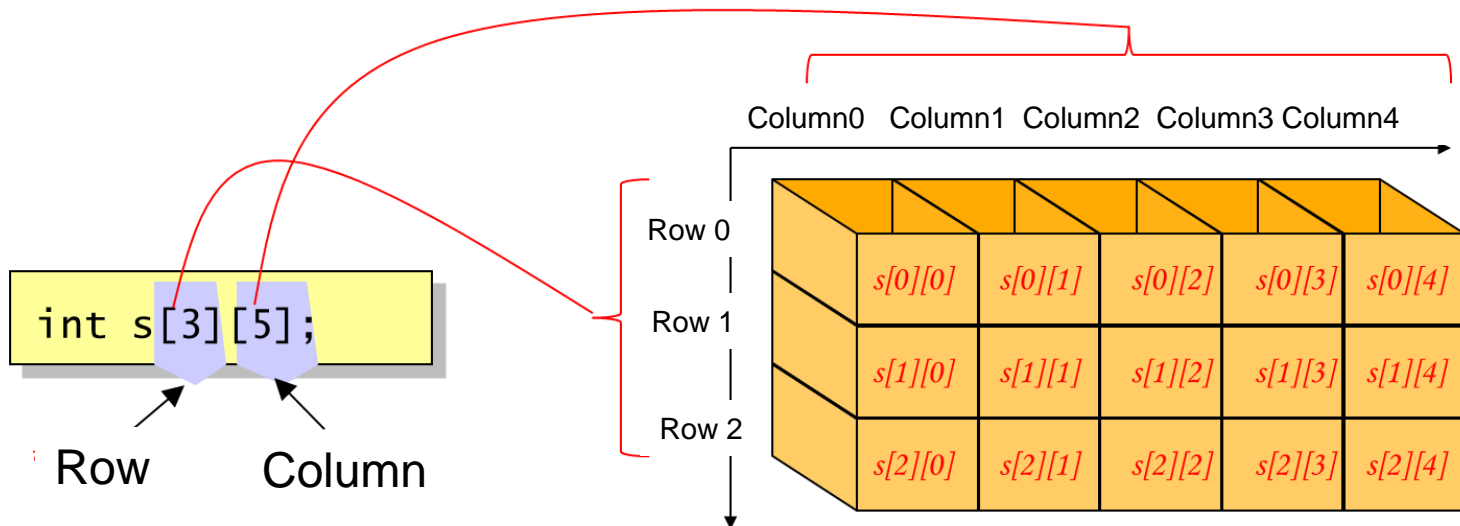 Column0 Column1 Column2 Column3 Column4
Row 0
s[0][0] s[0][1] s[0][2] s[0][3] s[0][4]
int s[3][5];
Row 1
s[1][0] s[1][1] s[1][2] s[1][3] s[1][4]
Row 2
s[2][0] s[2][1] s[2][2] s[2][3] s[2][4]
Row Column